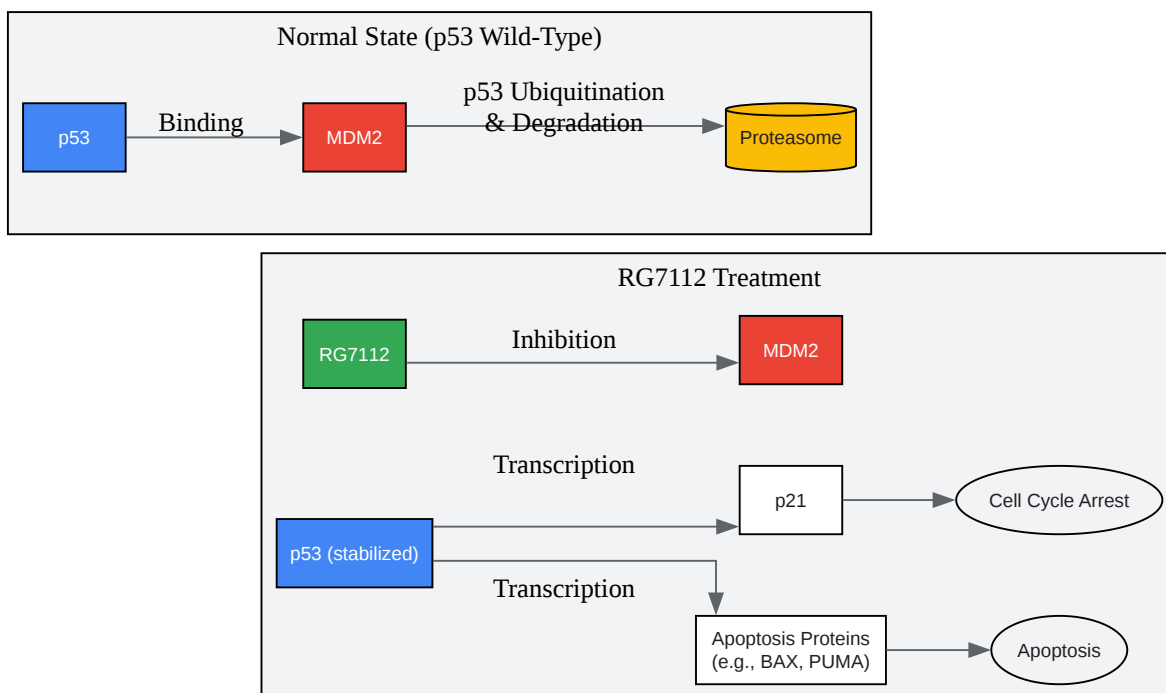 Normal State (p53 Wild-Type)
p53
Binding
MDM2
p53 Ubiquitination
& Degradation
Proteasome
RG7112 Treatment
RG7112
Inhibition
MDM2
Transcription
p21
Cell Cycle Arrest
p53 (stabilized)
Transcription
Apoptosis Proteins
(e.g., BAX, PUMA)
Apoptosis